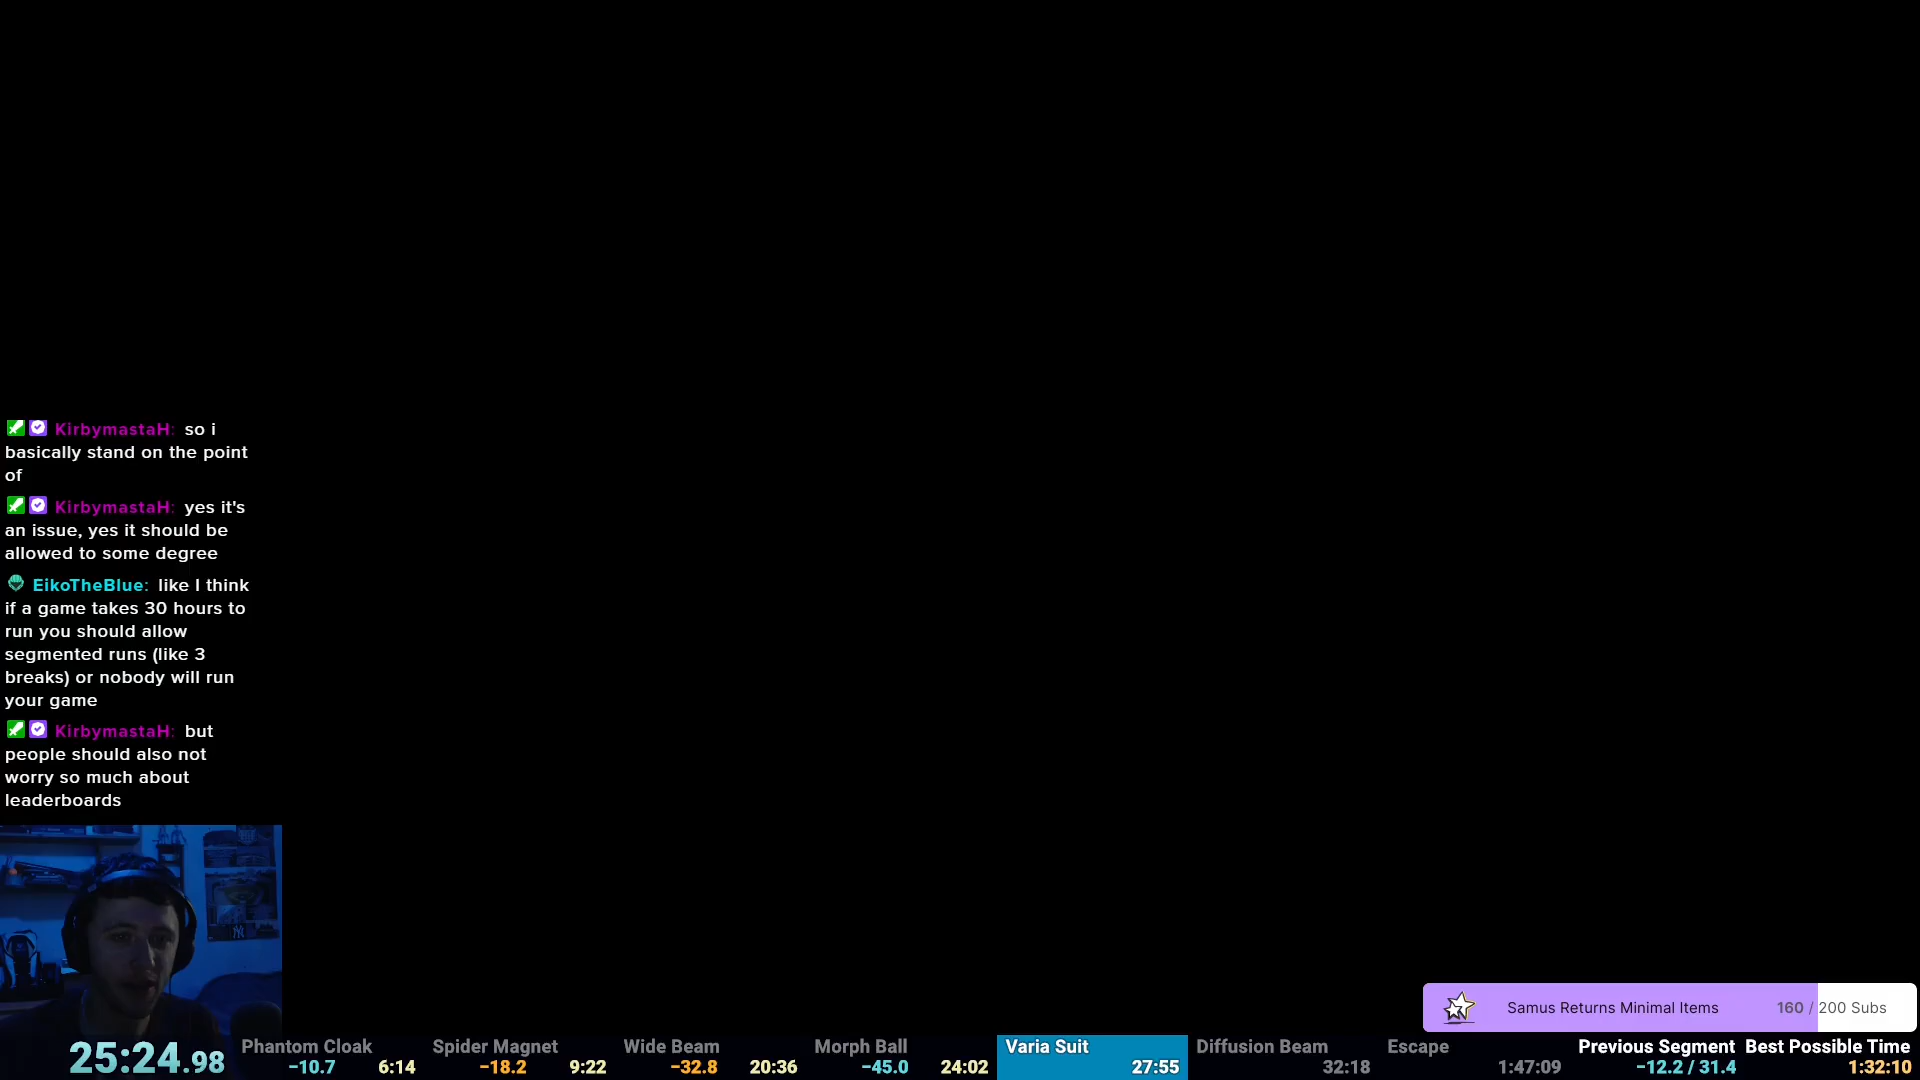 KirbymastaH: so i
basically stand on the point
of
KirbymastaH: yes it's
an issue, yes it should be
allowed to some degree
EikoTheBlue: like I think
if a game takes 30 hours to
run you should allow
segmented runs (like 3
breaks) or nobody will run
your game
KirbymastaH: but
people should also not
worry so much about
leaderboards
Samus Returns Minimal Items 160 / 200 Subs
25:24.98
Phantom Cloak
−10.7 6:14
Spider Magnet
−18.2 9:22
Wide Beam
−32.8 20:36
Morph Ball
−45.0 24:02
Varia Suit
27:55
Diffusion Beam
32:18
Escape
1:47:09
Previous Segment
−12.2 / 31.4
Best Possible Time
1:32:10